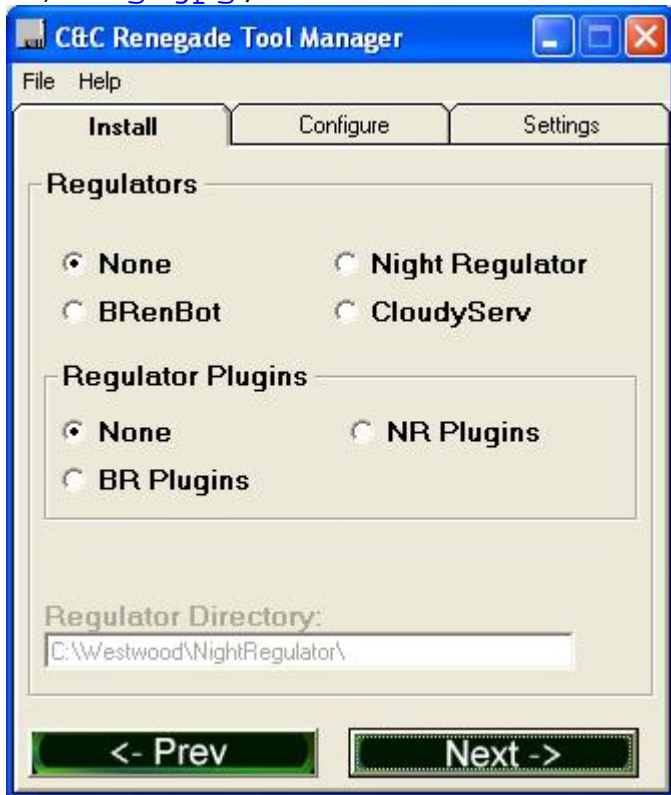 C&C Renegade Tool Manager
File Help
Install Configure Settings
Regulators
None Night Regulator
BRenBot CloudyServ
Regulator Plugins
None NR Plugins
BR Plugins
Regulator Directory:
C:\Westwood\NightRegulator\
<- Prev Next ->